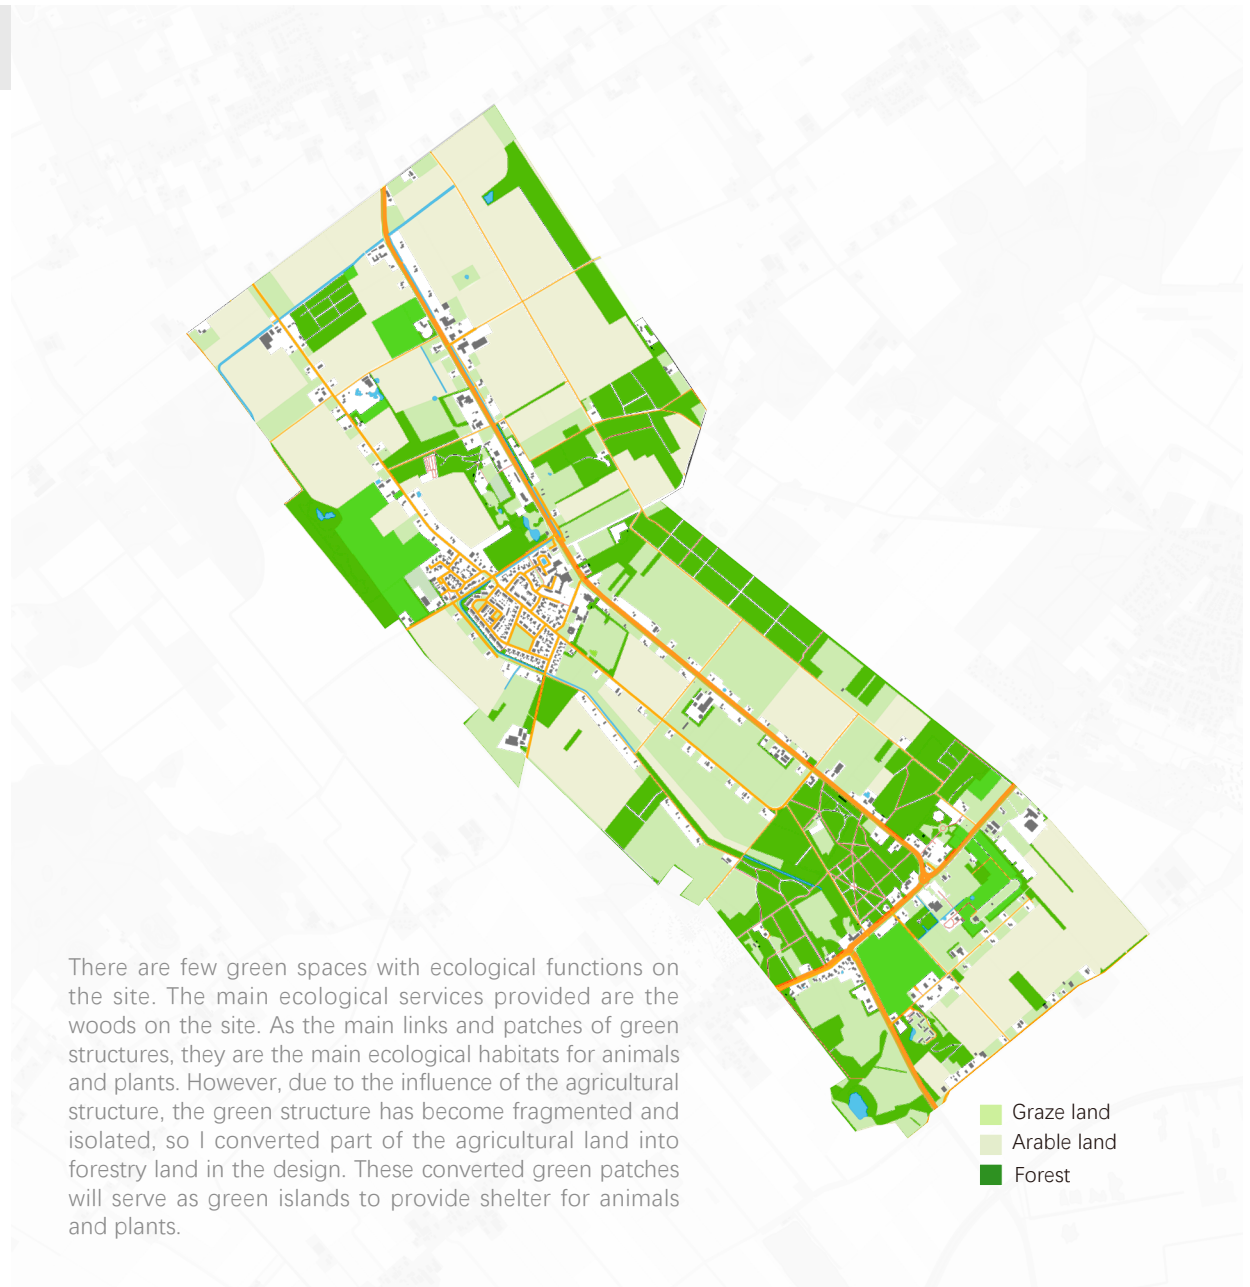 There are few green spaces with ecological functions on
the site. The main ecological services provided are the
woods on the site. As the main links and patches of green
structures, they are the main ecological habitats for animals
and plants. However, due to the influence of the agricultural
structure, the green structure has become fragmented and
isolated, so I converted part of the agricultural land into
forestry land in the design. These converted green patches
will serve as green islands to provide shelter for animals
and plants.
Graze land
Arable land
Forest